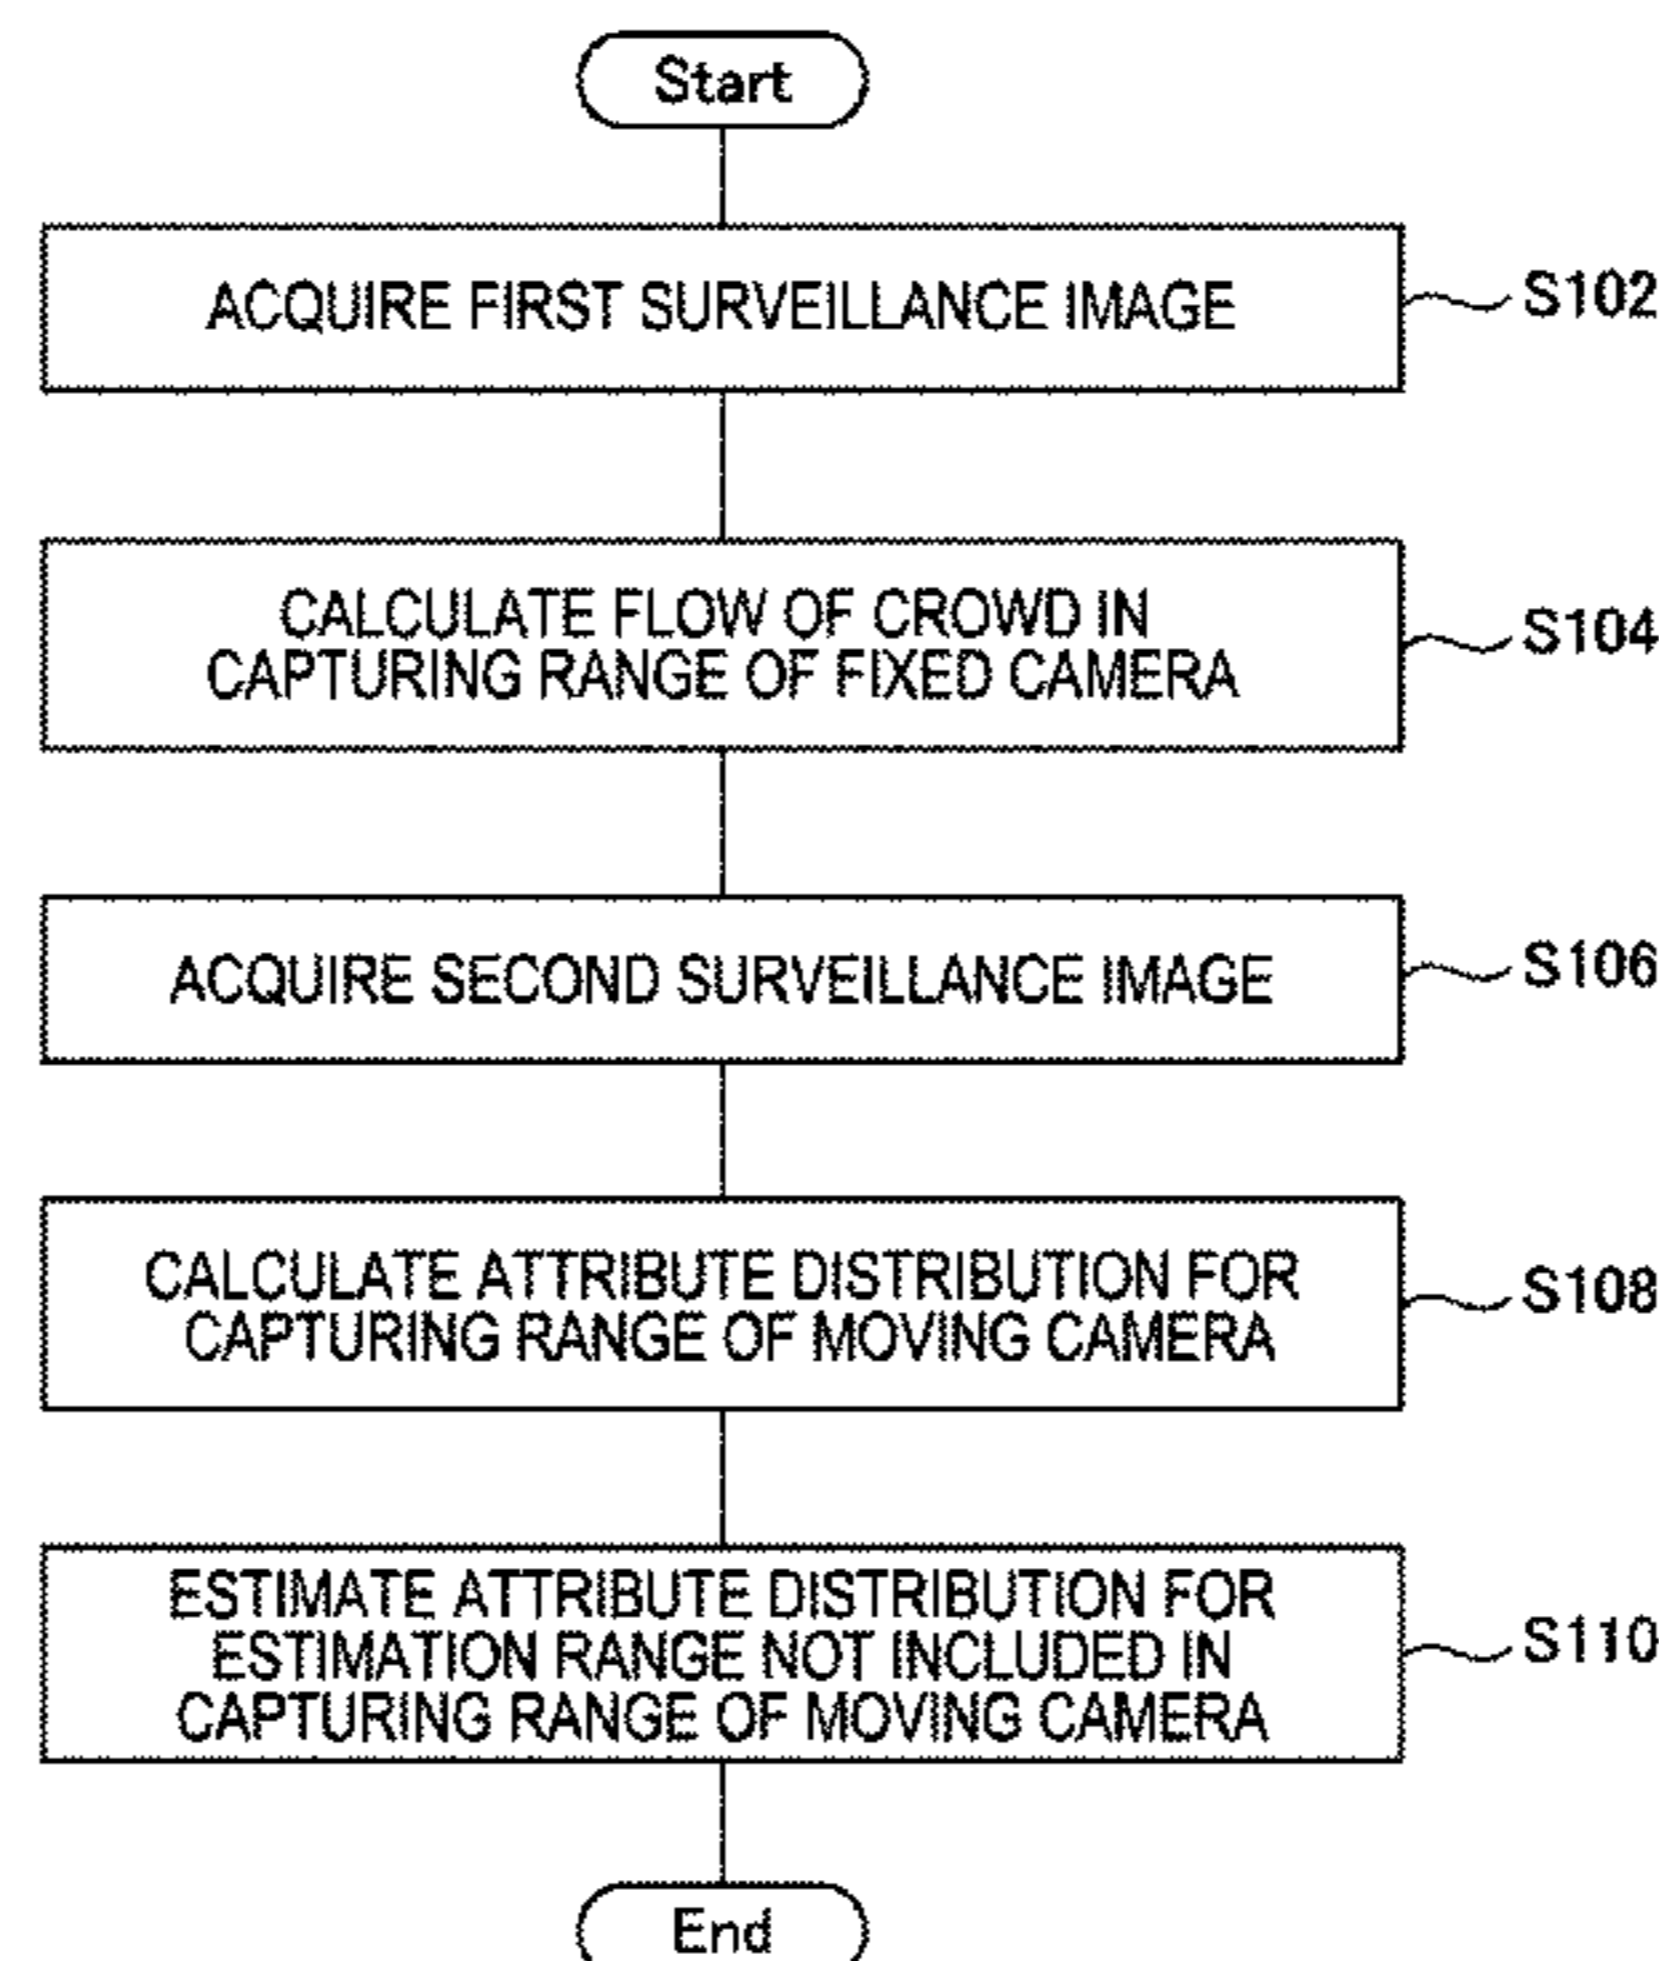 Start
ACQUIRE FIRST SURVEILLANCE IMAGE
S102
CALCULATE FLOW OF CROWD IN
CAPTURING RANGE OF FIXED CAMERA
S104
ACQUIRE SECOND SURVEILLANCE IMAGE
S106
CALCULATE ATTRIBUTE DISTRIBUTION FOR
CAPTURING RANGE OF MOVING CAMERA
S108
ESTIMATE ATTRIBUTE DISTRIBUTION FOR
ESTIMATION RANGE NOT INCLUDED IN
CAPTURING RANGE OF MOVING CAMERA
S110
End